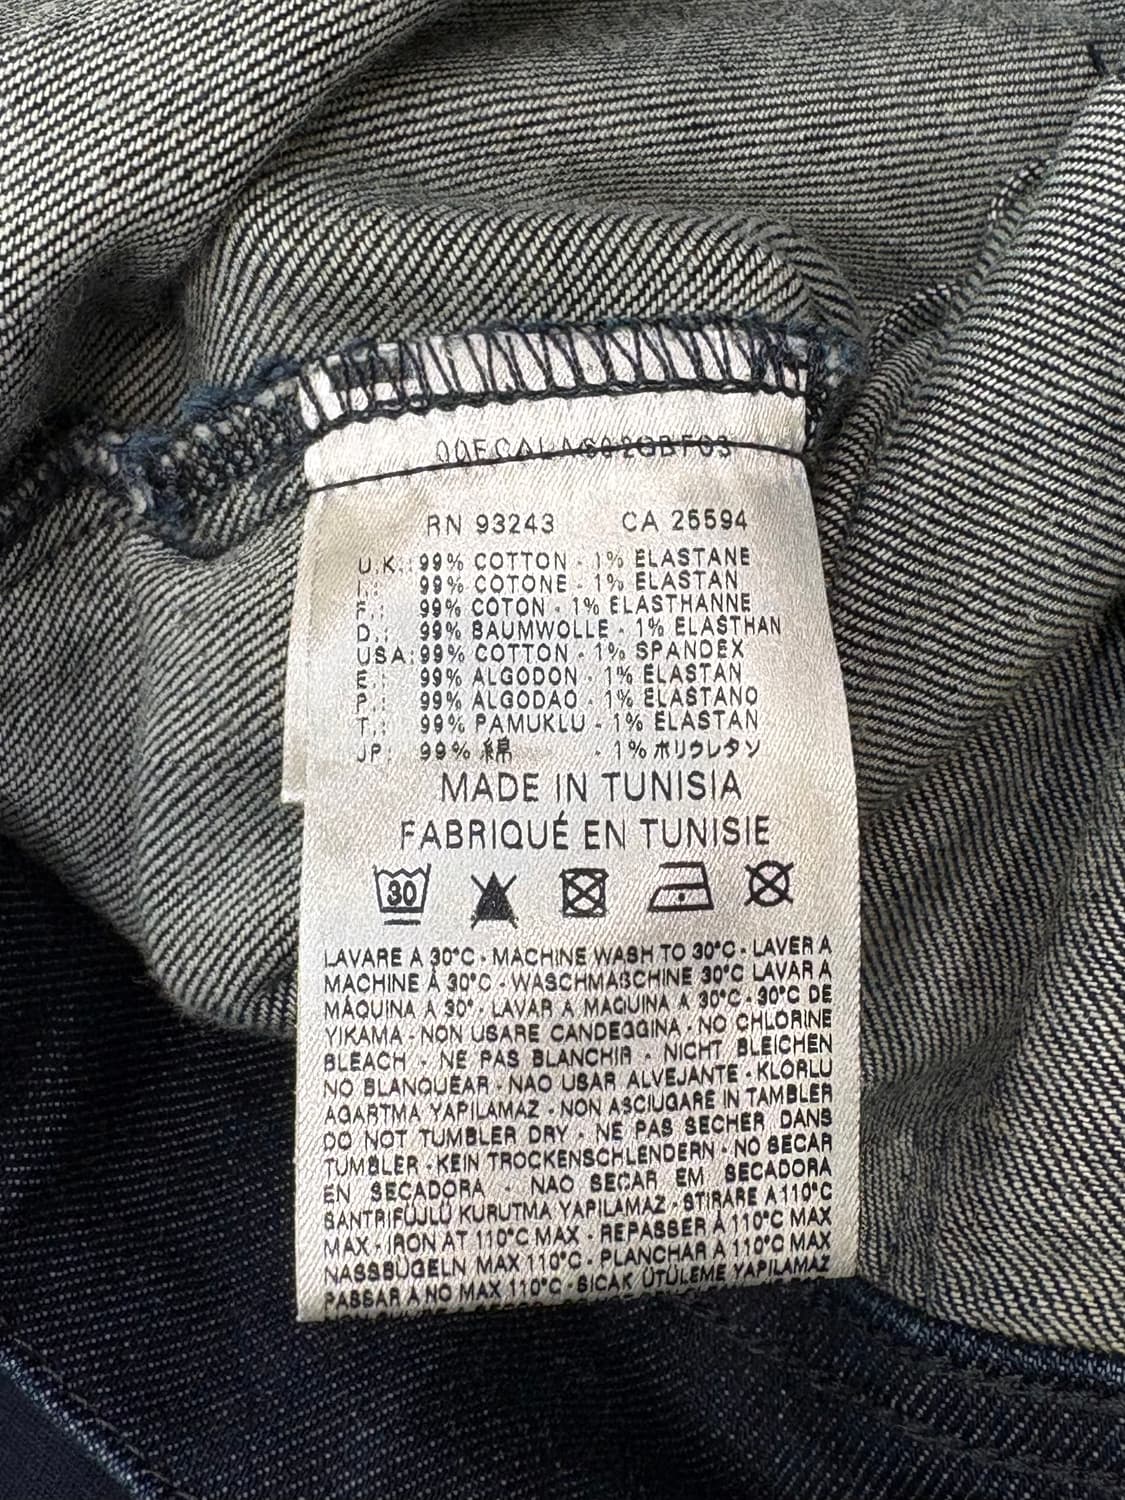 00FCALA602GBF03
RN 93243 CA 25594
U.K.: 99% COTTON - 1% ELASTANE
I.: 99% COTONE - 1% ELASTAN
F.: 99% COTON - 1% ELASTHANNE
D.: 99% BAUMWOLLE - 1% ELASTHAN
USA: 99% COTTON - 1% SPANDEX
E.: 99% ALGODON - 1% ELASTAN
P.: 99% ALGODAO - 1% ELASTANO
T.: 99% PAMUKLU - 1% ELASTAN
JP: 99% 綿 - 1% ポリウレタン
MADE IN TUNISIA
FABRIQUÉ EN TUNISIE
30
LAVARE A 30°C - MACHINE WASH TO 30°C - LAVER A
MACHINE À 30°C - WASCHMASCHINE 30°C LAVAR A
MÁQUINA A 30°. LAVAR A MAQUINA A 30°C - 30°C DE
YIKAMA - NON USARE CANDEGGINA - NO CHLORINE
BLEACH - NE PAS BLANCHIR - NICHT BLEICHEN
NO BLANQUEAR - NAO USAR ALVEJANTE - KLORLU
AGARTMA YAPILAMAZ - NON ASCIUGARE IN TAMBLER
DO NOT TUMBLER DRY - NE PAS SECHER DANS
TUMBLER - KEIN TROCKENSCHLENDERN - NO SECAR
EN SECADORA - NAO SECAR EM SECADORA
SANTRIFÜJLÜ KURUTMA YAPILAMAZ - STIRARE A 110°C
MAX - IRON AT 110°C MAX - REPASSER À 110°C MAX
NASSBÜGELN MAX 110°C - PLANCHAR A 110°C MAX
PASSAR A NO MAX 110°C - SICAK ÜTÜLEME YAPILAMAZ